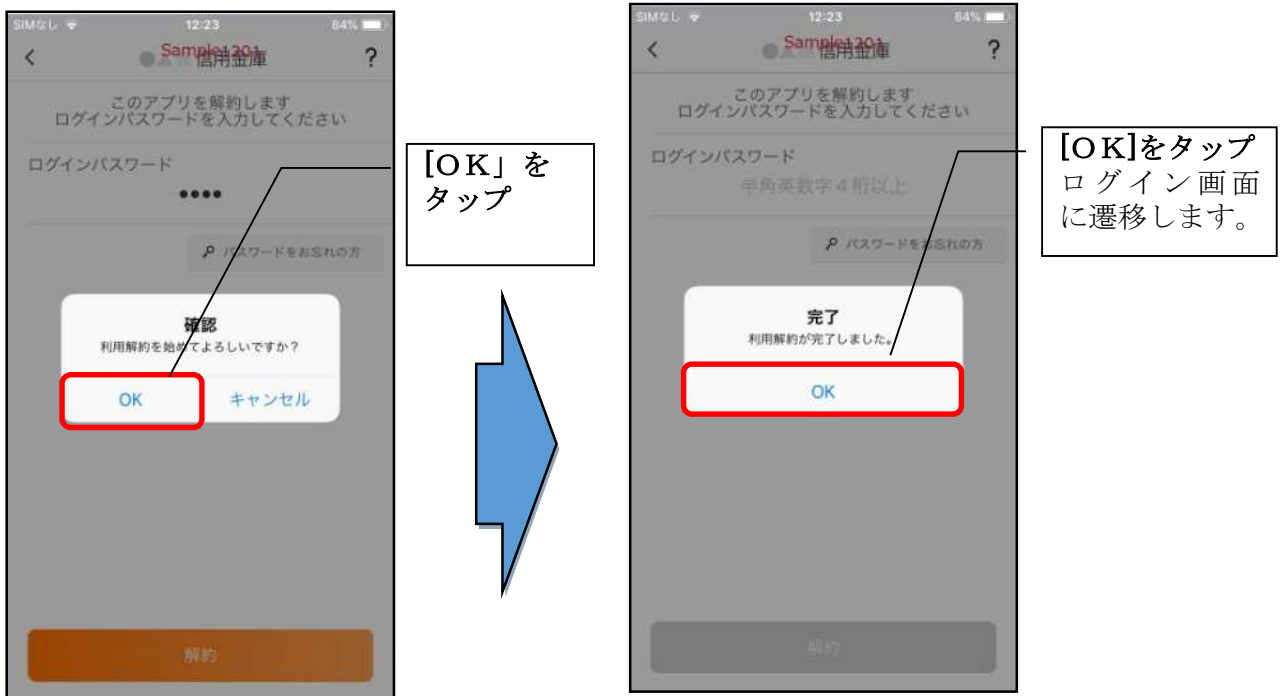 SIMなし 12:23 84%
< Sample1201 信用金庫 ?
このアプリを解約します
ログインパスワードを入力してください
ログインパスワード
••••
パスワードをお忘れの方
確認
利用解約を始めてよろしいですか？
OK キャンセル
解約
[ＯＫ」を
タップ
SIMなし 12:23 84%
< Sample1201 信用金庫 ?
このアプリを解約します
ログインパスワードを入力してください
ログインパスワード
半角英数字４桁以上
パスワードをお忘れの方
完了
利用解約が完了しました。
OK
解約
[ＯＫ]をタップ
ログイン画面
に遷移します。